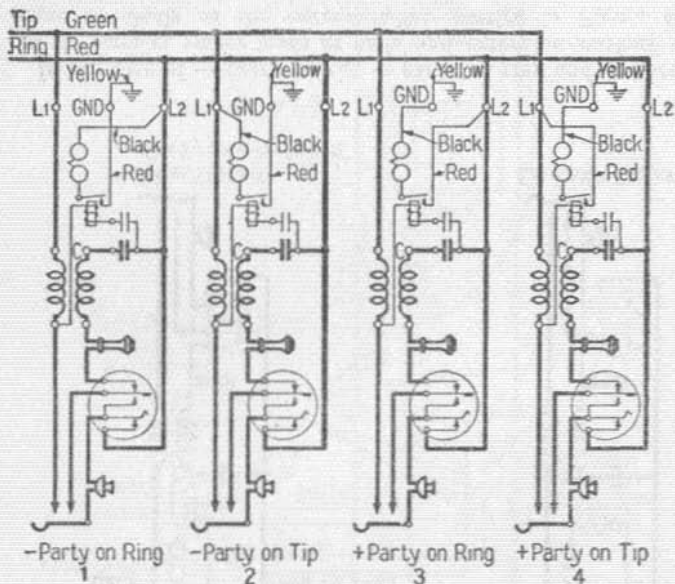 Tip Green
Ring Red
Yellow Yellow Yellow Yellow
L1 GND L2 L1 GND L2 L1 GND L2 L1 GND L2
Black Black Black Black
Red Red Red Red
C C C C
-Party on Ring -Party on Tip +Party on Ring +Party on Tip
1 2 3 4